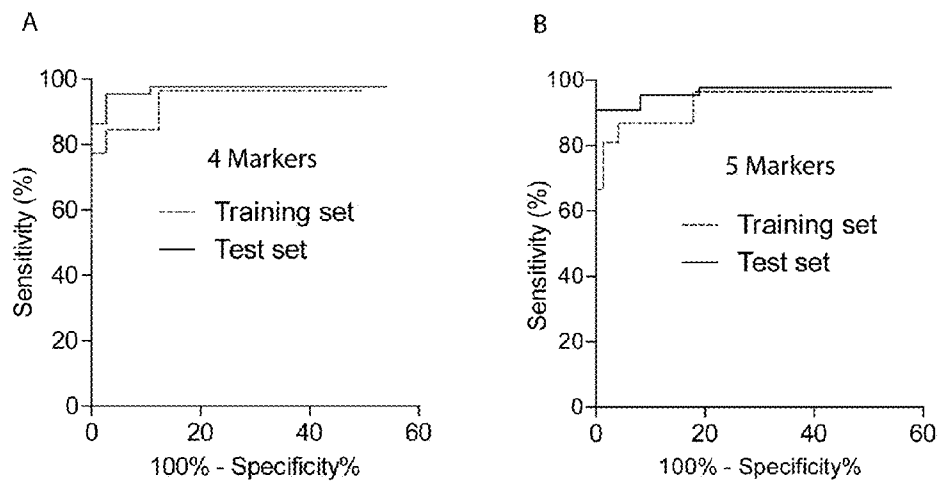 A
100
80
60
40
20
0
Sensitivity (%)
4 Markers
Training set
Test set
0 20 40 60
100% - Specificity%
B
100
80
60
40
20
0
Sensitivity (%)
5 Markers
Training set
Test set
0 20 40 60
100% - Specificity%